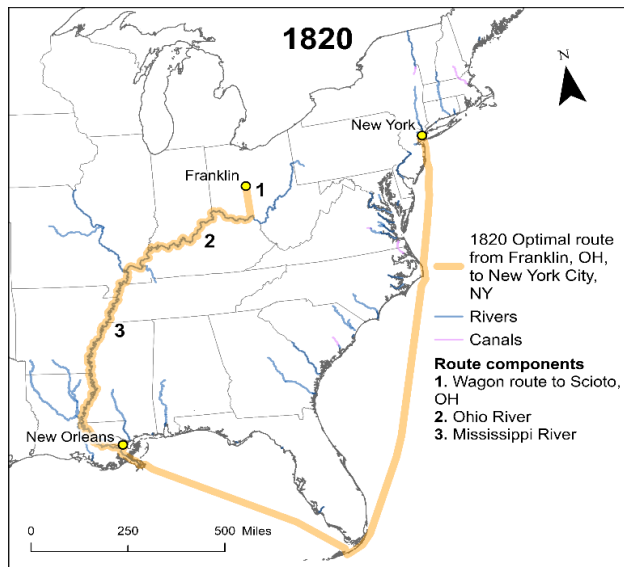 1820
N
New York
Franklin
1
2
1820 Optimal route
from Franklin, OH,
to New York City,
NY
Rivers
Canals
Route components
1. Wagon route to Scioto,
OH
2. Ohio River
3. Mississippi River
3
New Orleans
0 250 500 Miles